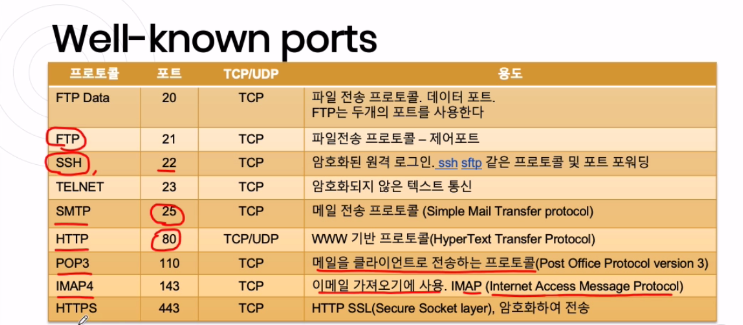 Well-known ports
프로토콜 포트 TCP/UDP 용도
FTP Data 20 TCP 파일 전송 프로토콜. 데이터 포트.
FTP는 두개의 포트를 사용한다
FTP 21 TCP 파일전송 프로토콜 – 제어포트
SSH 22 TCP 암호화된 원격 로그인. ssh sftp 같은 프로토콜 및 포트 포워딩
TELNET 23 TCP 암호화되지 않은 텍스트 통신
SMTP 25 TCP 메일 전송 프로토콜 (Simple Mail Transfer protocol)
HTTP 80 TCP/UDP WWW 기반 프로토콜(HyperText Transfer Protocol)
POP3 110 TCP 메일을 클라이언트로 전송하는 프로토콜(Post Office Protocol version 3)
IMAP4 143 TCP 이메일 가져오기에 사용. IMAP (Internet Access Message Protocol)
HTTPS 443 TCP HTTP SSL(Secure Socket layer), 암호화하여 전송